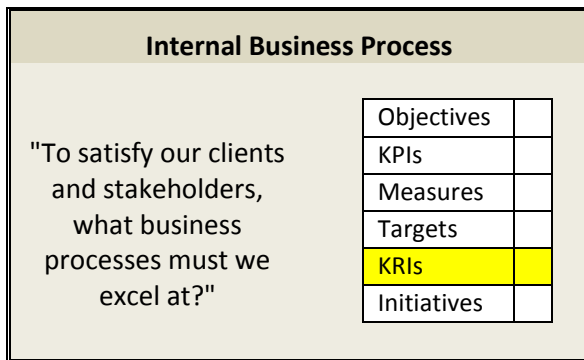 Internal Business Process
"To satisfy our clients
and stakeholders,
what business
processes must we
excel at?"
Objectives
KPIs
Measures
Targets
KRIs
Initiatives